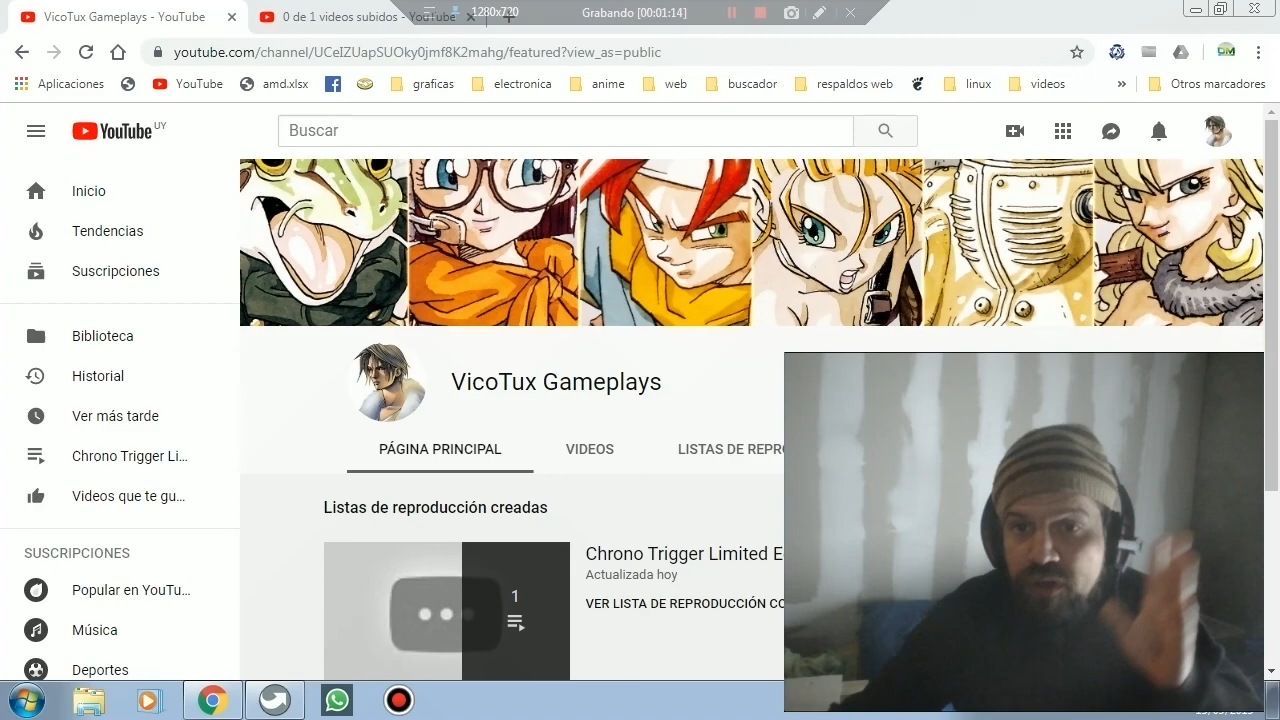 VicoTux Gameplays - YouTube
0 de 1 videos subidos - YouTube
1280x720
Grabando [00:01:14]
youtube.com/channel/UCeIZUapSUOky0jmf8K2mahg/featured?view_as=public
Aplicaciones YouTube amd.xlsx graficas electronica anime web buscador respaldos web linux videos » Otros marcadores
YouTube UY
Buscar
Inicio
Tendencias
Suscripciones
Biblioteca
Historial
Ver más tarde
Chrono Trigger Li...
Videos que te gu...
SUSCRIPCIONES
Popular en YouTu...
Música
Deportes
VicoTux Gameplays
PÁGINA PRINCIPAL VIDEOS LISTAS DE REPRO
Listas de reproducción creadas
1
Chrono Trigger Limited E
Actualizada hoy
VER LISTA DE REPRODUCCIÓN CO